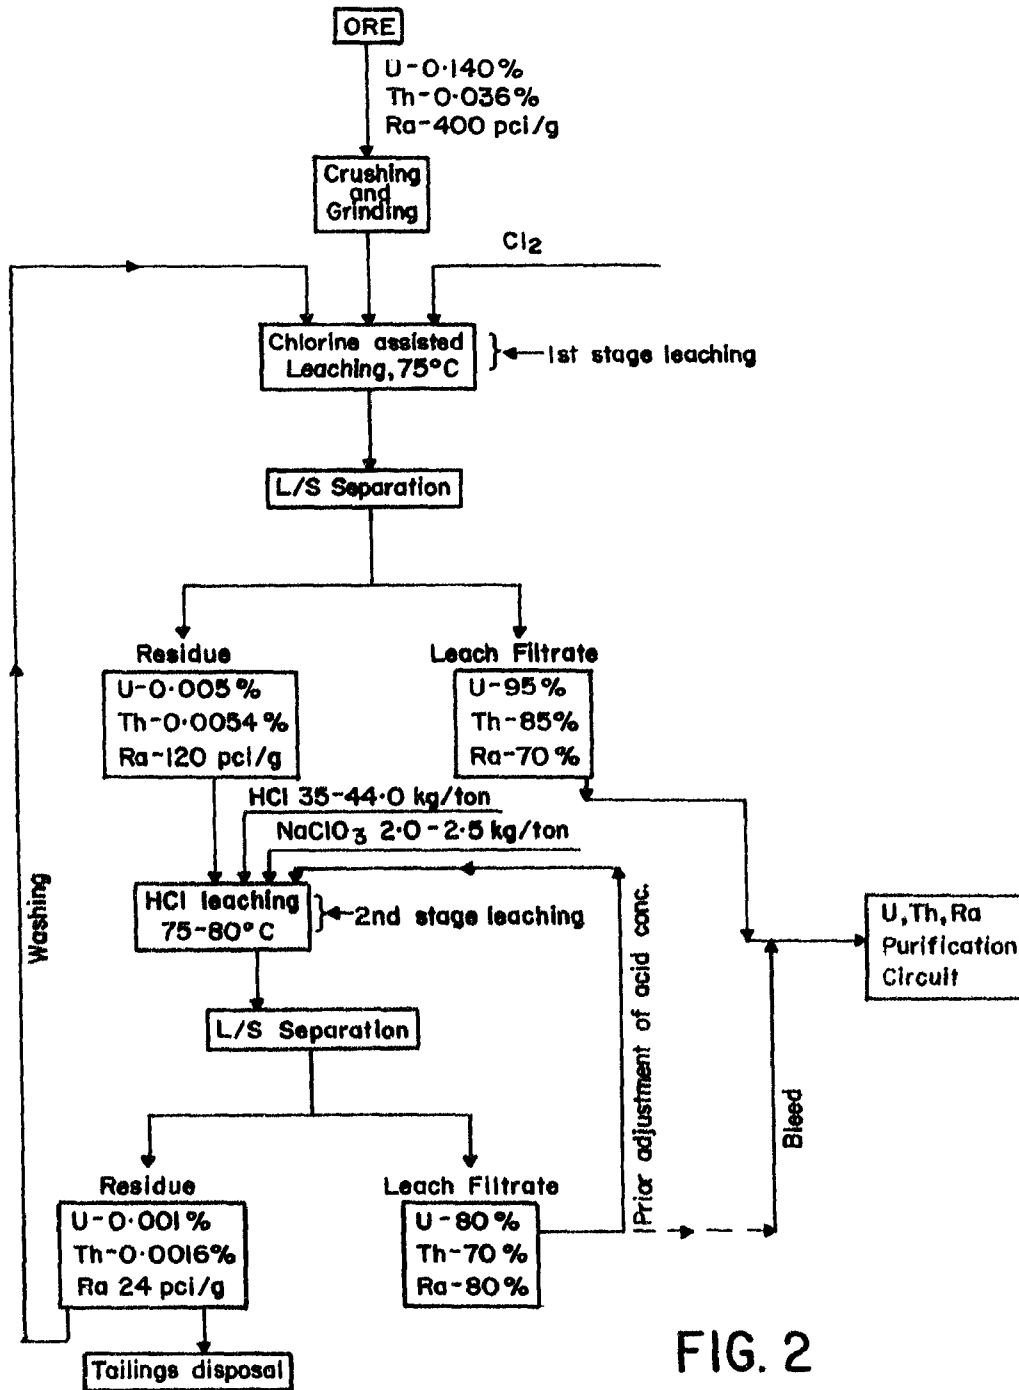 ORE
U-0·140%
Th-0·036%
Ra-400 pci/g
Crushing
and
Grinding
Cl2
Chlorine assisted
Leaching, 75°C
1st stage leaching
L/S Separation
Residue
U-0·005%
Th-0·0054%
Ra-120 pci/g
Leach Filtrate
U-95%
Th-85%
Ra-70%
HCl 35-44·0 kg/ton
NaClO3 2·0-2·5 kg/ton
HCl leaching
75-80°C
2nd stage leaching
Washing
Prior adjustment of acid conc.
U, Th, Ra
Purification
Circuit
Bleed
L/S Separation
Residue
U-0·001%
Th-0·0016%
Ra 24 pci/g
Leach Filtrate
U-80%
Th-70%
Ra-80%
Tailings disposal
FIG. 2